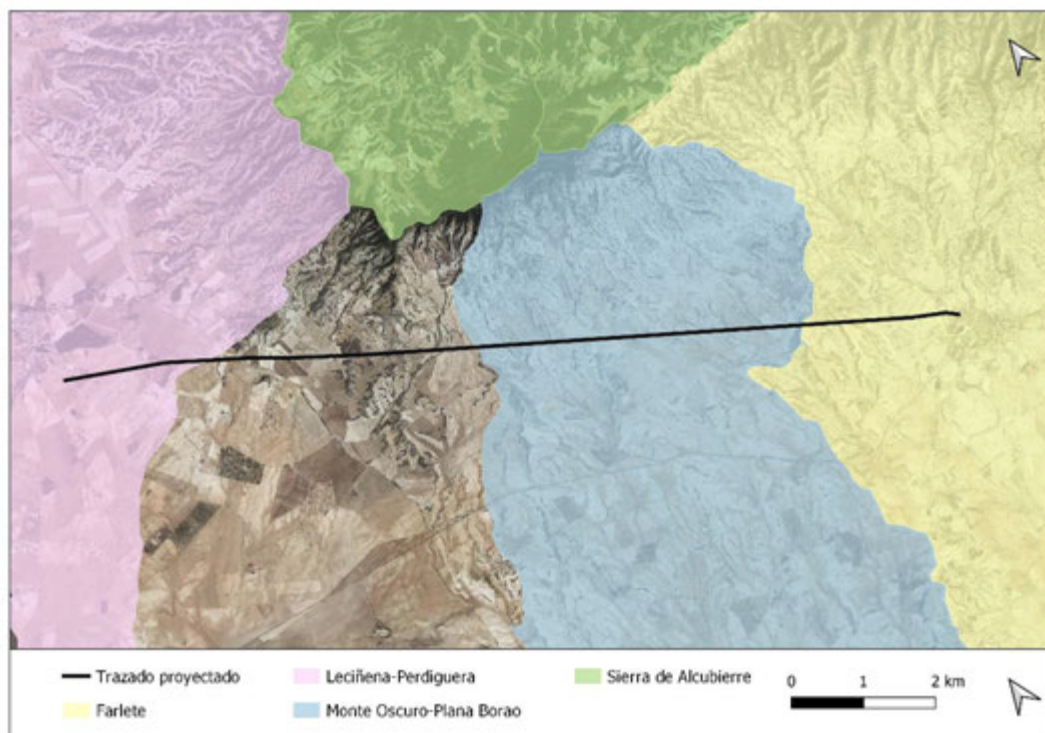 Trazado proyectado
Leciñena-Perdiguera
Sierra de Alcubierre
0 1 2 km
Farlete
Monte Oscuro-Plana Borao